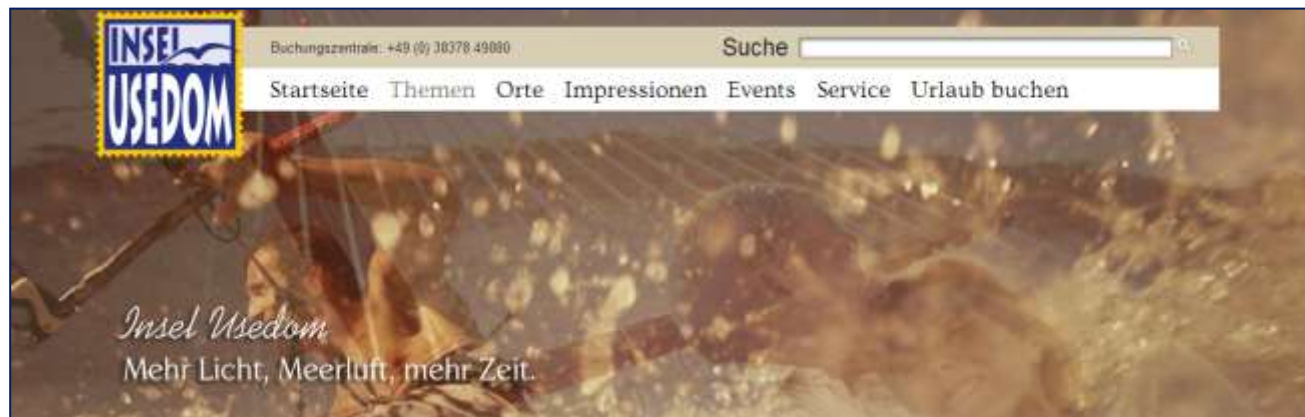 INSEL
USEDOM
Buchungszentrale: +49 (0) 38378 49880
Suche
Startseite Themen Orte Impressionen Events Service Urlaub buchen
Insel Usedom
Mehr Licht, Meerluft, mehr Zeit.